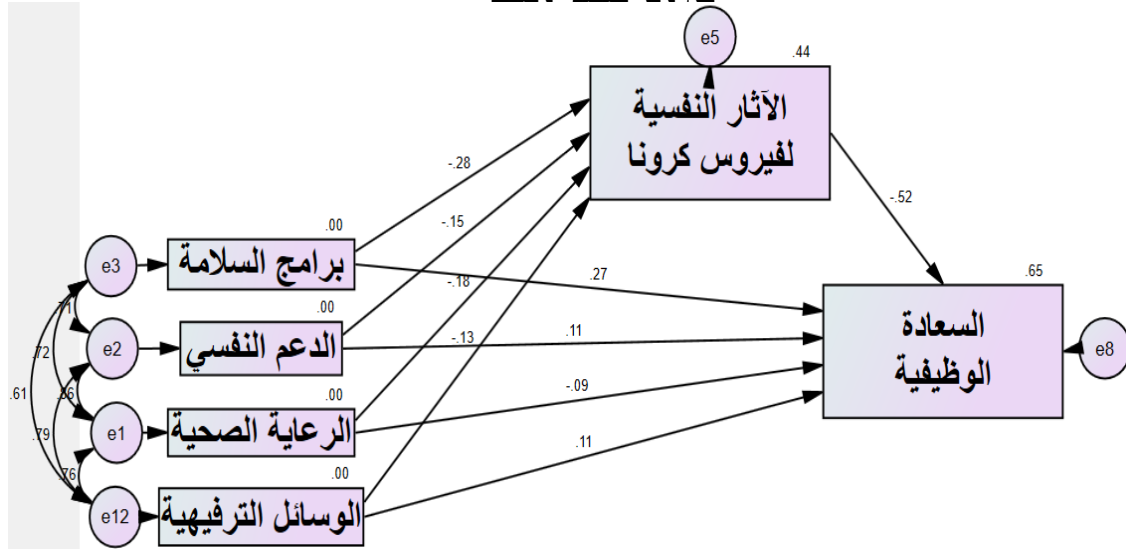 e5
.44
الآثار النفسية
لفيروس كرونا
-.28
-.52
-.15
.00
e3
برامج السلامة
-.18
.27
.65
.71
.00
السعادة
الوظيفية
e2
الدعم النفسي
-.13
.11
e8
.72
.61
.86
.00
-.09
.79
e1
الرعاية الصحية
.11
.76
.00
e12
الوسائل الترفيهية